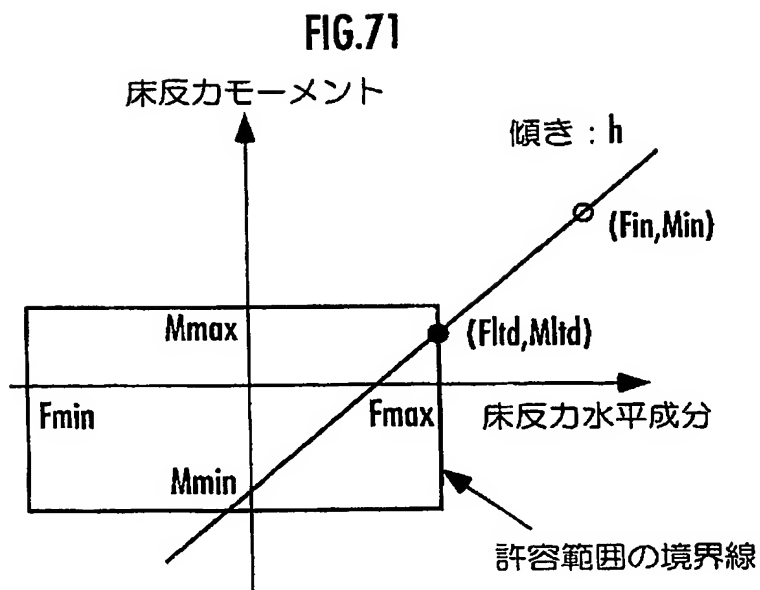 FIG.71
床反力モーメント
傾き：h
(Fin,Min)
Mmax
(Fltd,Mltd)
Fmin
Fmax
床反力水平成分
Mmin
許容範囲の境界線